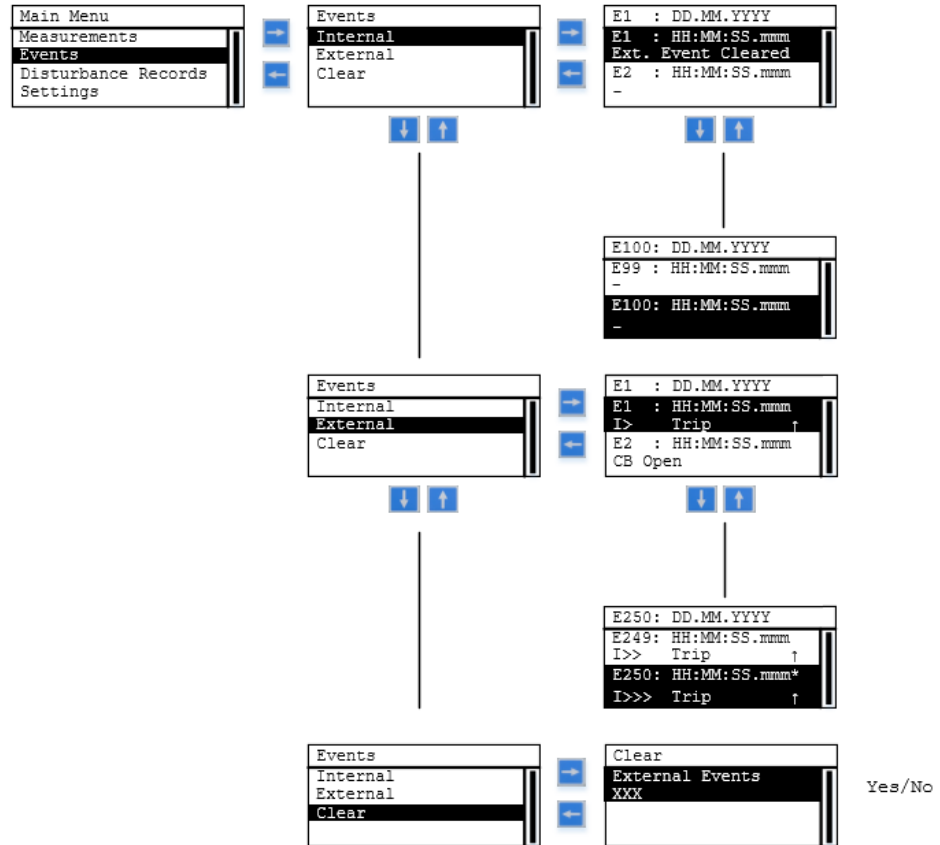 Main Menu
Measurements
Events
Disturbance Records
Settings
Events
Internal
External
Clear
E1 : DD.MM.YYYY
E1 : HH:MM:SS.mmm
Ext. Event Cleared
E2 : HH:MM:SS.mmm
–
E100: DD.MM.YYYY
E99 : HH:MM:SS.mmm
–
E100: HH:MM:SS.mmm
–
Events
Internal
External
Clear
E1 : DD.MM.YYYY
E1 : HH:MM:SS.mmm
I> Trip ↑
E2 : HH:MM:SS.mmm
CB Open
E250: DD.MM.YYYY
E249: HH:MM:SS.mmm
I>> Trip ↑
E250: HH:MM:SS.mmm*
I>>> Trip ↑
Events
Internal
External
Clear
Clear
External Events
XXX
Yes/No